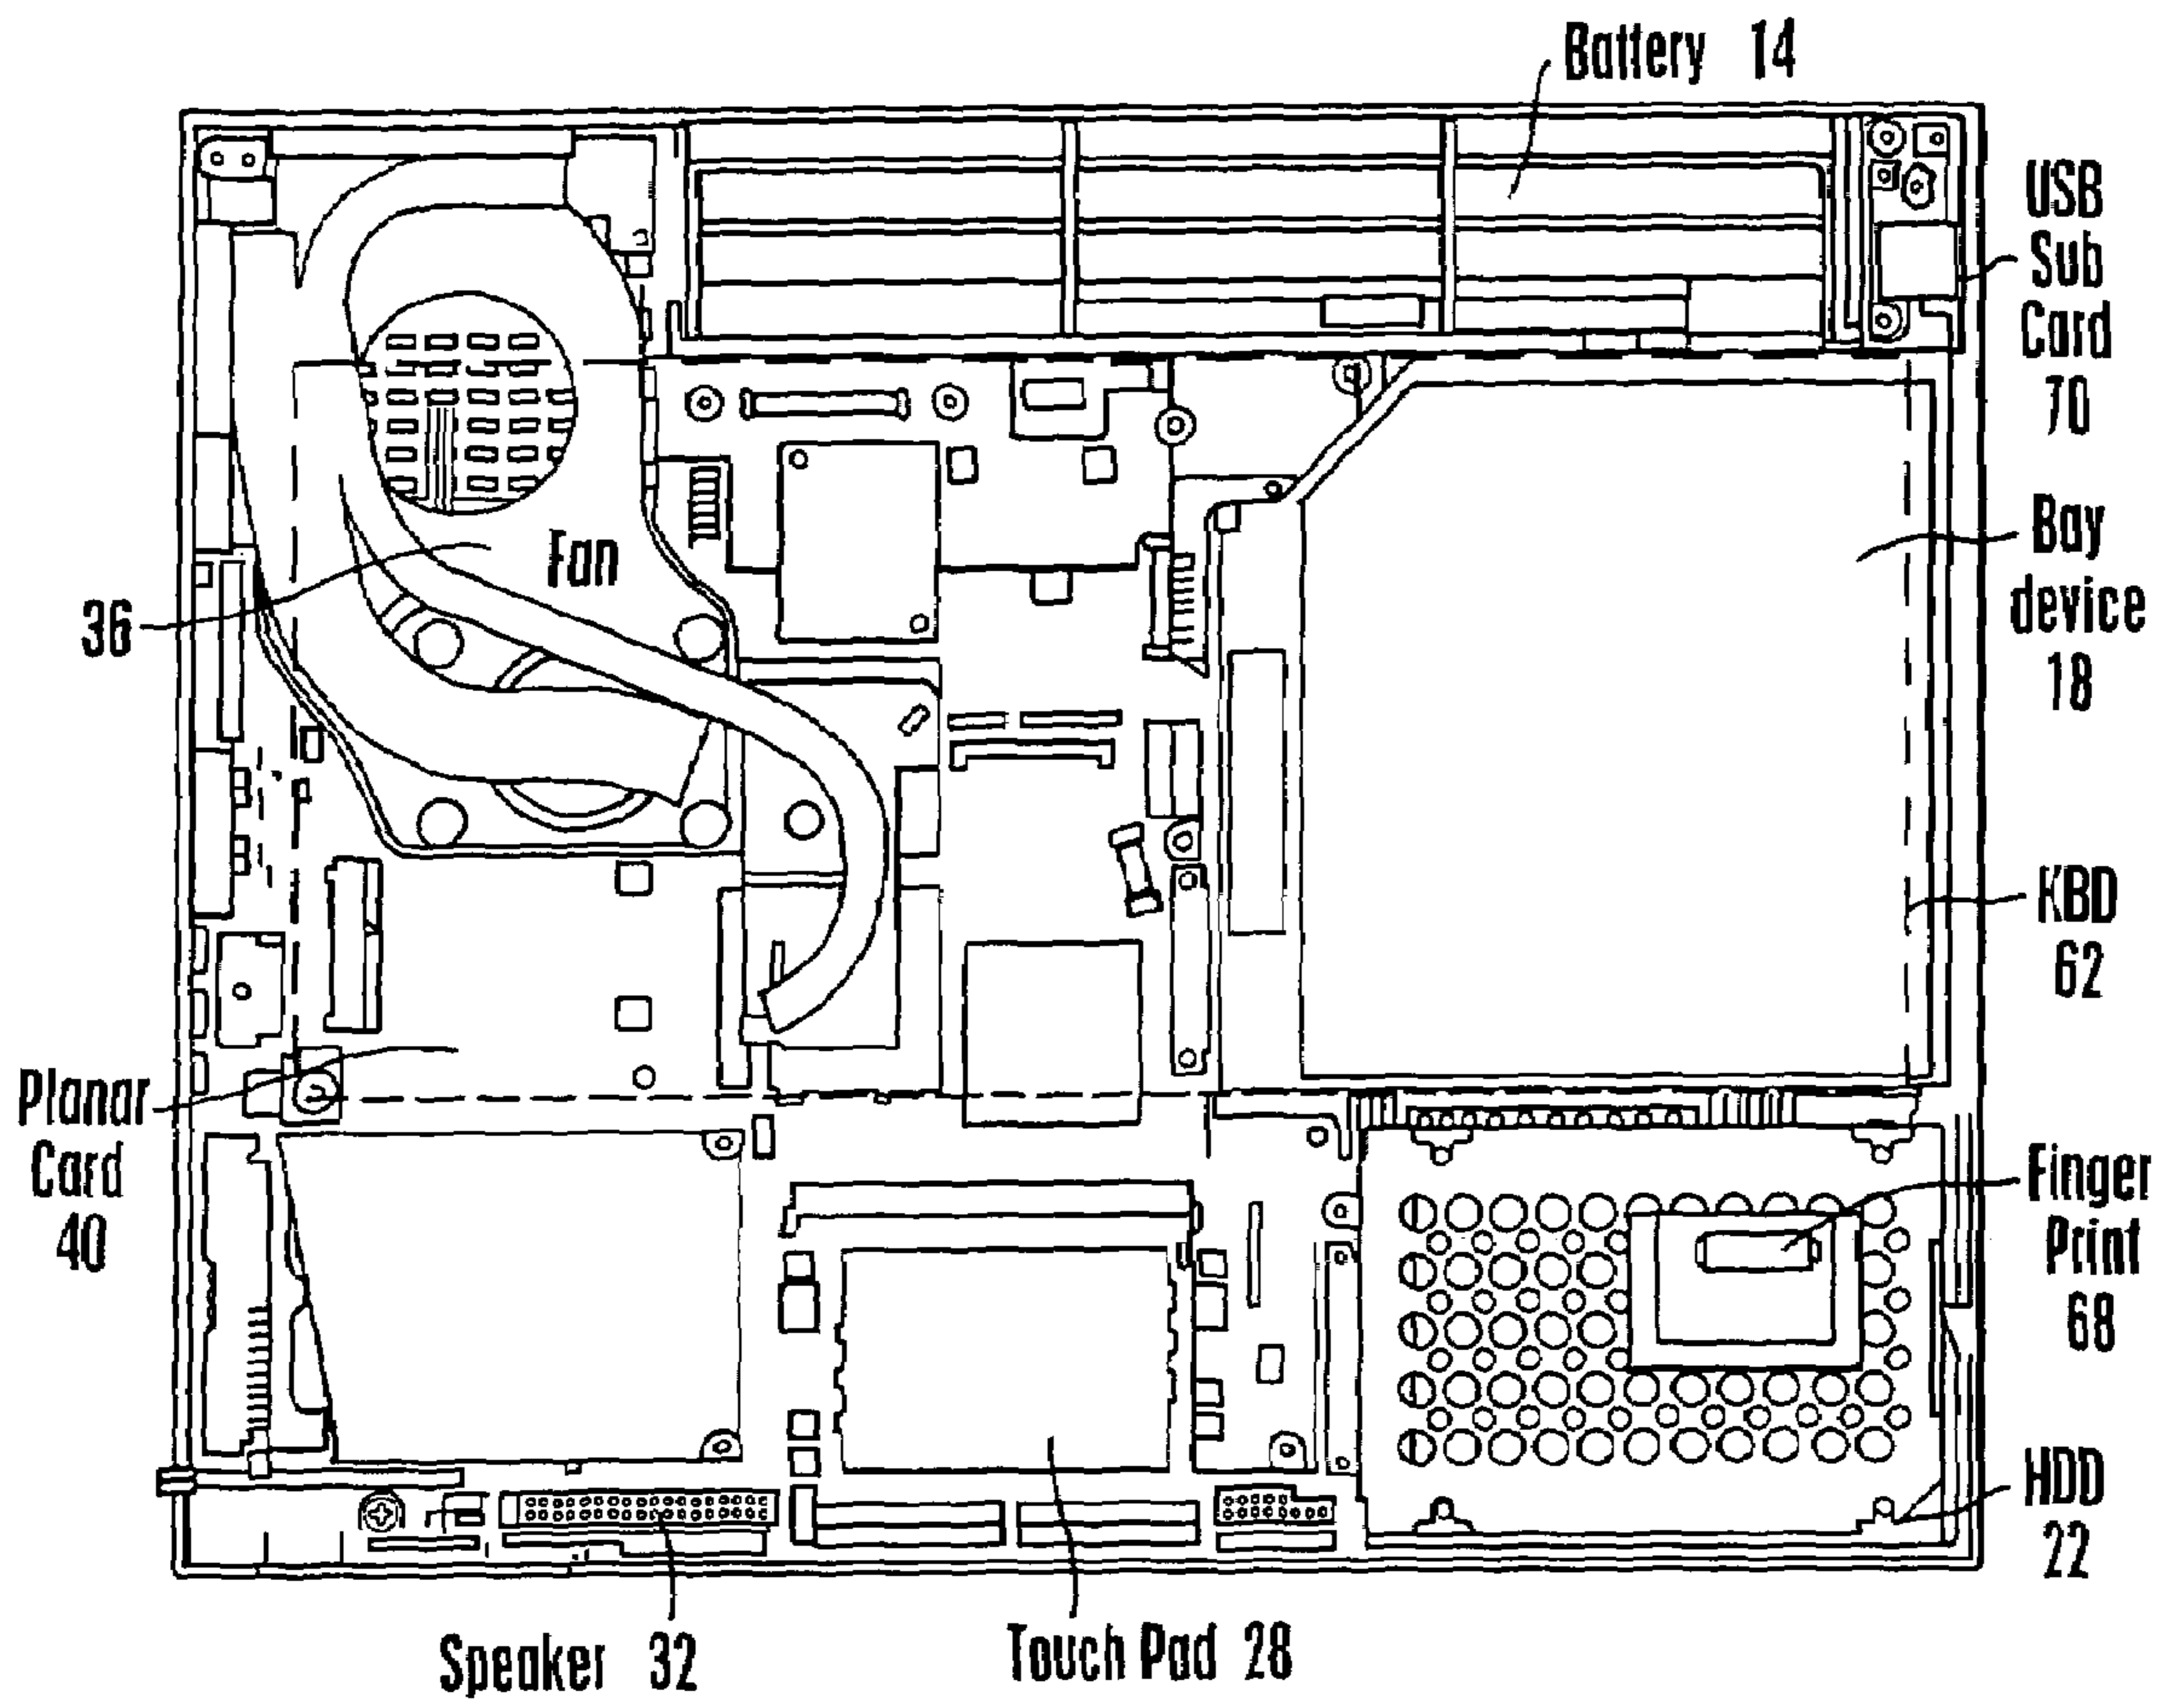 Battery 14
USB
Sub
Card
70
Fan
Bay
device
18
36
KBD
62
Planar
Card
40
Finger
Print
68
HDD
22
Speaker 32
Touch Pad 28